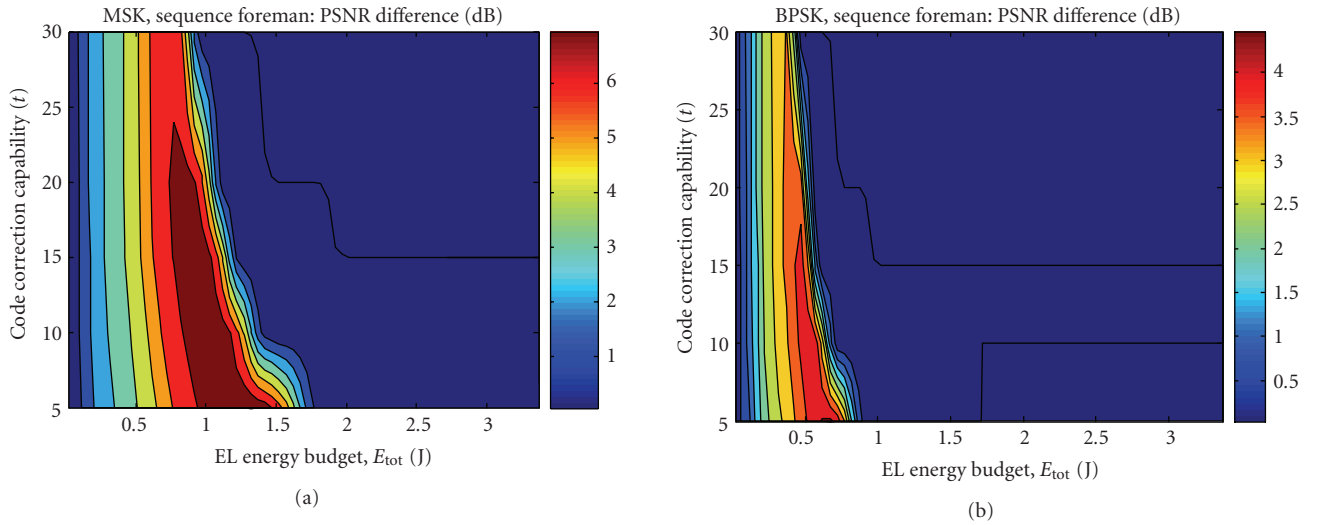 MSK, sequence foreman: PSNR difference (dB)
30
25
20
15
10
5
Code correction capability (t)
0.5 1 1.5 2 2.5 3
EL energy budget, Etot (J)
6
5
4
3
2
1
(a)
BPSK, sequence foreman: PSNR difference (dB)
30
25
20
15
10
5
Code correction capability (t)
0.5 1 1.5 2 2.5 3
EL energy budget, Etot (J)
4
3.5
3
2.5
2
1.5
1
0.5
(b)